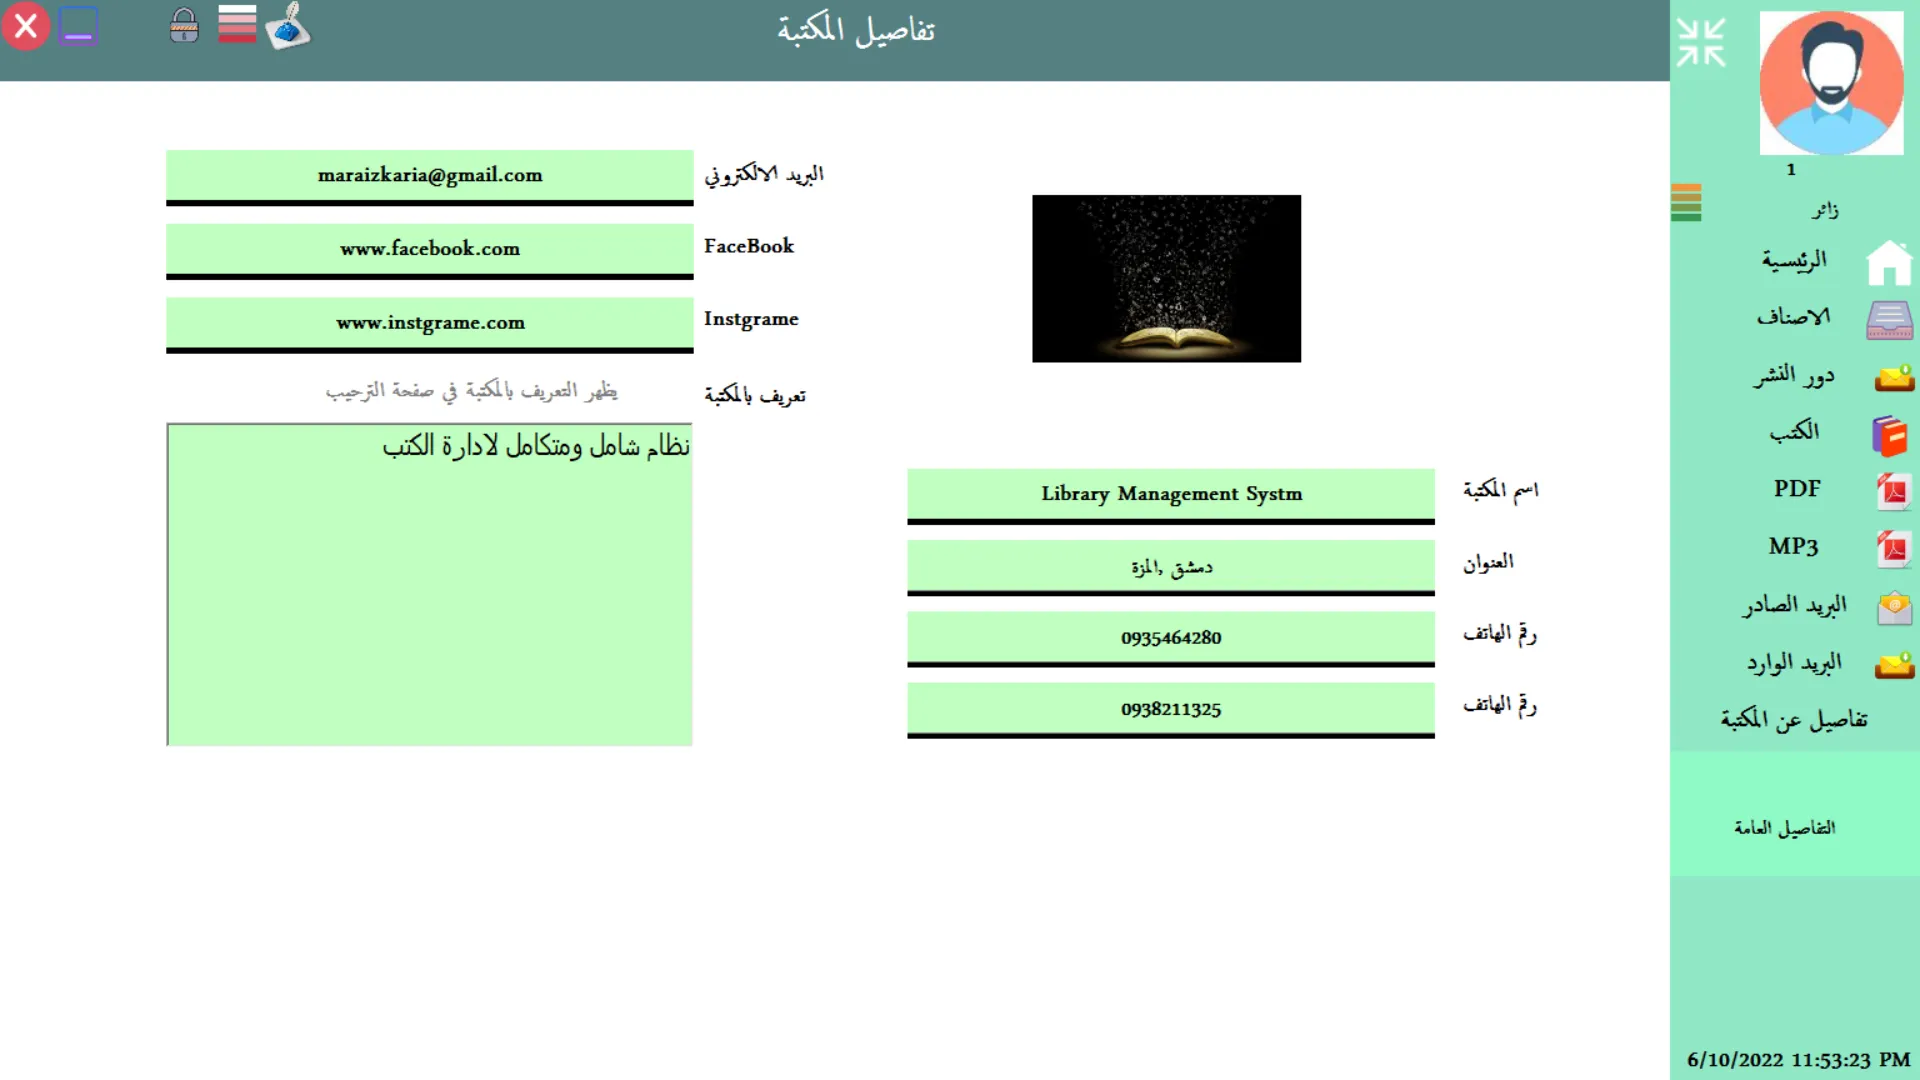 تفاصيل المكتبة
1
زائر
الرئيسية
الاصناف
دور النشر
الكتب
PDF
MP3
البريد الصادر
البريد الوارد
تفاصيل عن المكتبة
التفاصيل العامة
6/10/2022 11:53:23 PM
اسم المكتبة
Library Management Systm
العنوان
دمشق ,المزة
رقم الهاتف
0935464280
رقم الهاتف
0938211325
البريد الالكتروني
maraizkaria@gmail.com
FaceBook
www.facebook.com
Instgrame
www.instgrame.com
تعريف بالمكتبة
يظهر التعريف بالمكتبة في صفحة الترحيب
نظام شامل ومتكامل لادارة الكتب